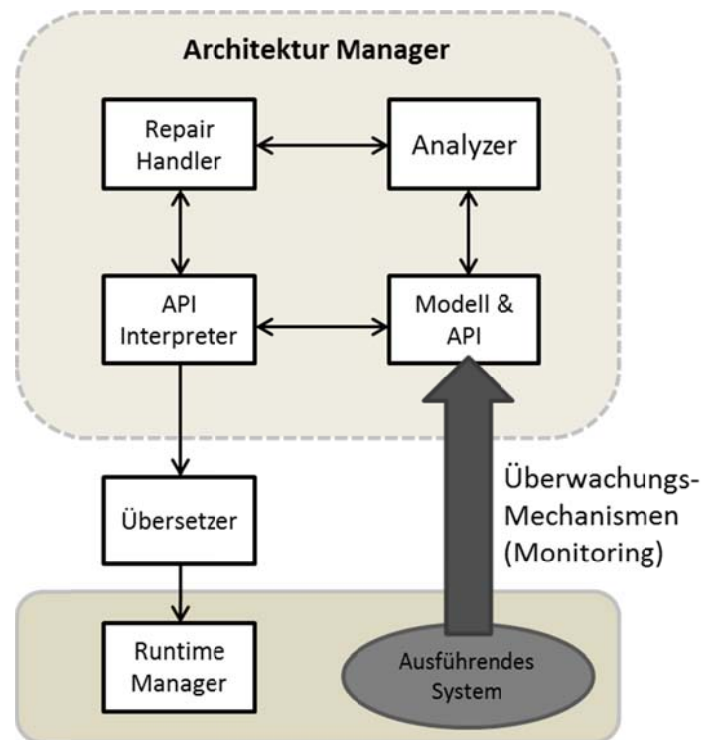 Architektur Manager
Repair
Handler
Analyzer
API
Interpreter
Modell &
API
Übersetzer
Überwachungs-
Mechanismen
(Monitoring)
Runtime
Manager
Ausführendes
System